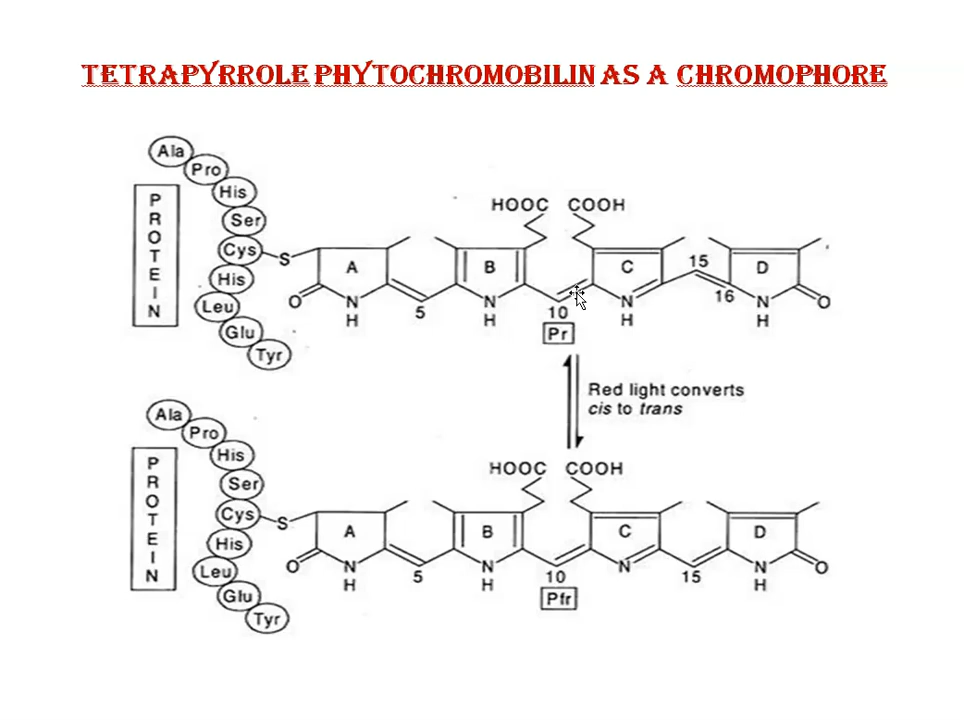 TETRAPYRROLE PHYTOCHROMOBILIN AS A CHROMOPHORE
Ala
Pro
His
Ser
Cys
His
Leu
Glu
Tyr
PROTEIN
S
HOOC COOH
A B C D
O
N
H
5
N
H
10
N
H
15
16
N
H
O
Pr
Red light converts
cis to trans
Ala
Pro
His
Ser
Cys
His
Leu
Glu
Tyr
PROTEIN
S
HOOC COOH
A B C D
O
N
H
5
N
H
10
N
15
N
H
O
Pfr